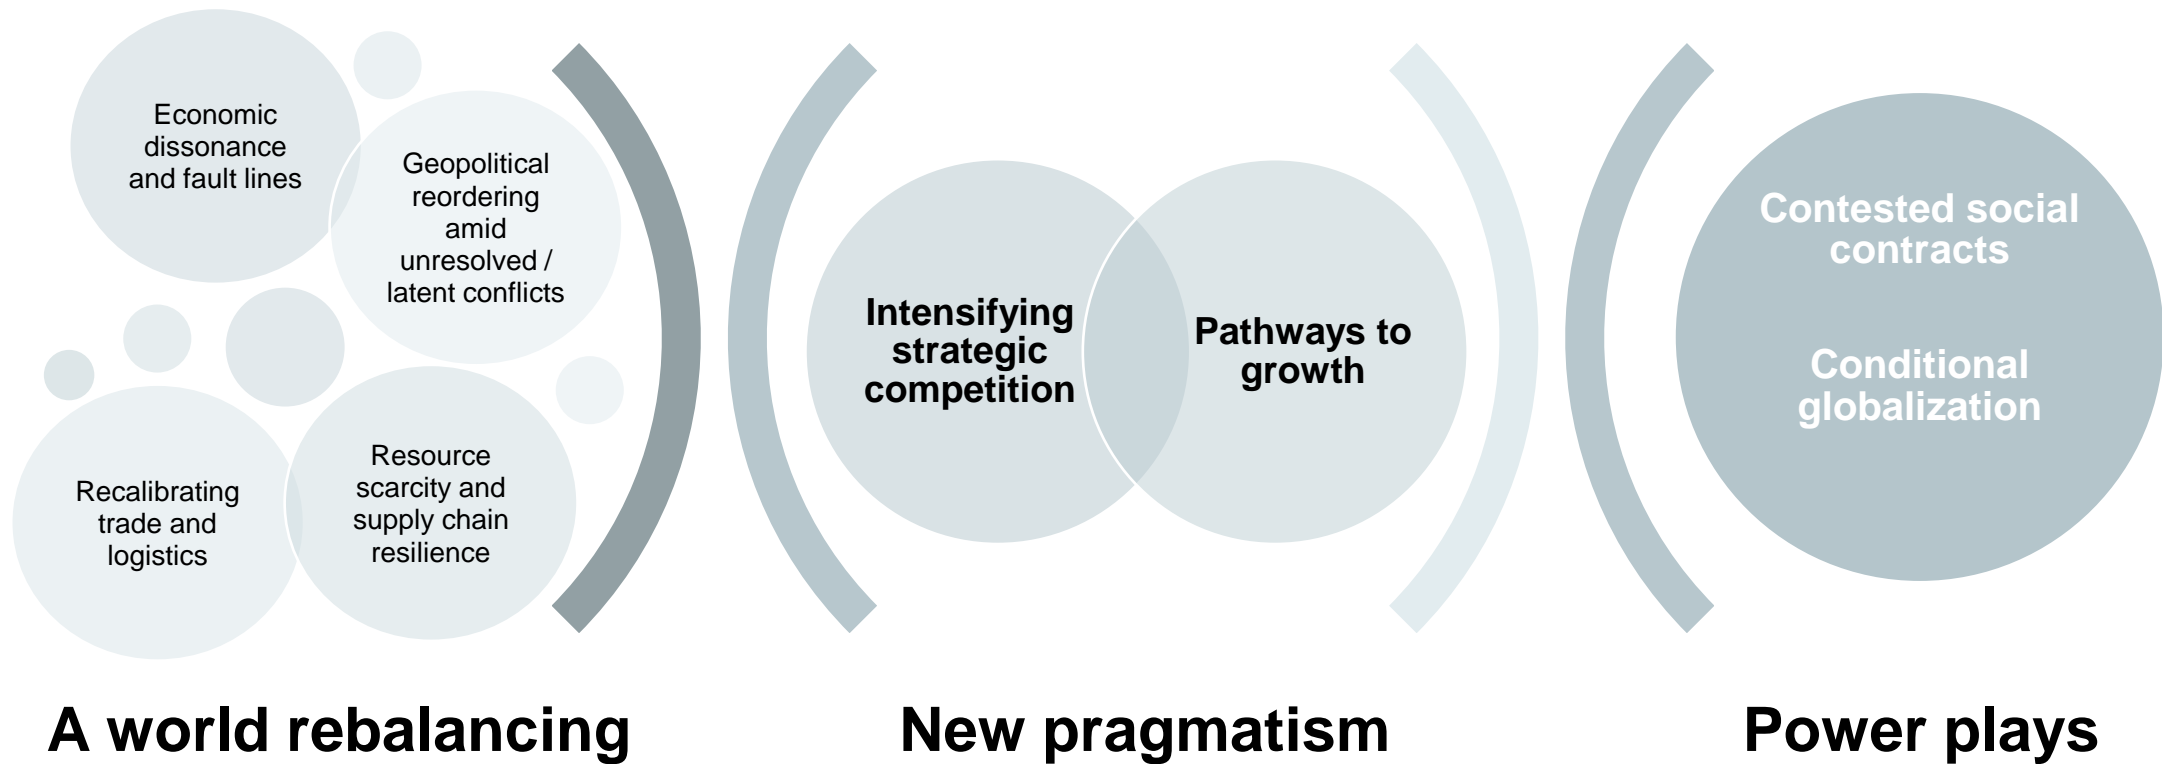 Economic
dissonance
and fault lines
Geopolitical
reordering
amid
unresolved /
latent conflicts
Recalibrating
trade and
logistics
Resource
scarcity and
supply chain
resilience
A world rebalancing
Intensifying
strategic
competition
Pathways to
growth
New pragmatism
Contested social
contracts
Conditional
globalization
Power plays